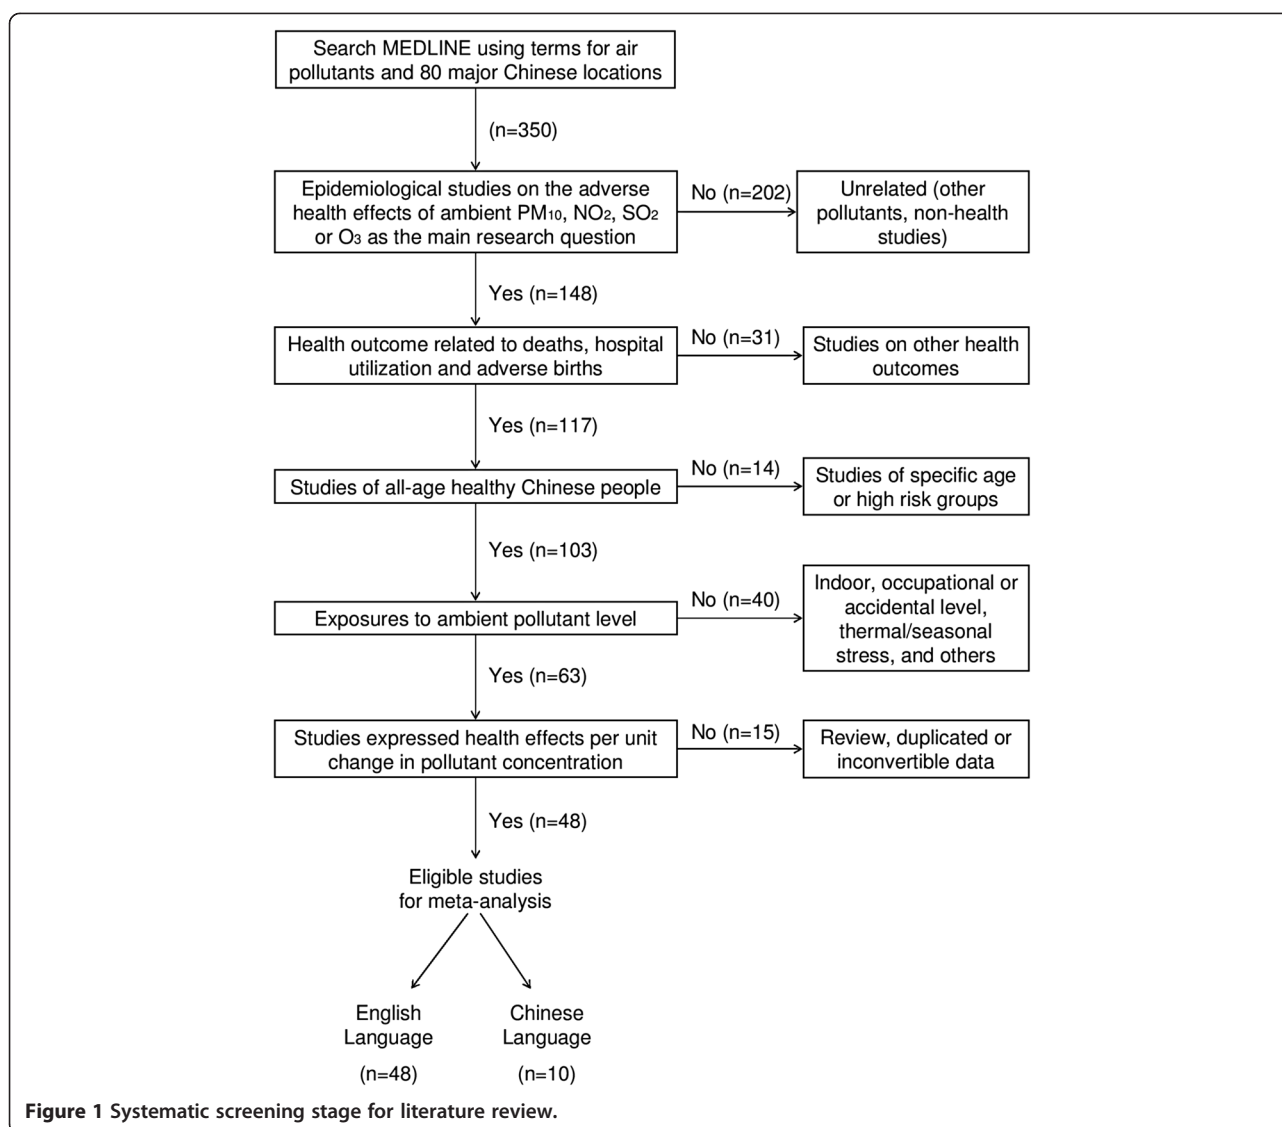 Search MEDLINE using terms for air
pollutants and 80 major Chinese locations
(n=350)
Epidemiological studies on the adverse
health effects of ambient PM₁₀, NO₂, SO₂
or O₃ as the main research question
No (n=202)
Unrelated (other
pollutants, non-health
studies)
Yes (n=148)
Health outcome related to deaths, hospital
utilization and adverse births
No (n=31)
Studies on other health
outcomes
Yes (n=117)
Studies of all-age healthy Chinese people
No (n=14)
Studies of specific age
or high risk groups
Yes (n=103)
Exposures to ambient pollutant level
No (n=40)
Indoor, occupational or
accidental level,
thermal/seasonal
stress, and others
Yes (n=63)
Studies expressed health effects per unit
change in pollutant concentration
No (n=15)
Review, duplicated or
inconvertible data
Yes (n=48)
Eligible studies
for meta-analysis
English
Language
(n=48)
Chinese
Language
(n=10)
Figure 1 Systematic screening stage for literature review.